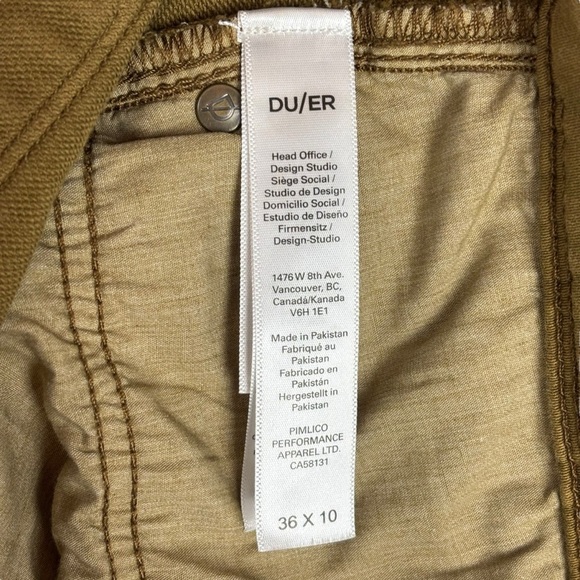 DU/ER
Head Office /
Design Studio
Siège Social /
Studio de Design
Domicilio Social /
Estudio de Diseño
Firmensitz /
Design-Studio
1476 W 8th Ave.
Vancouver, BC,
Canadá/Kanada
V6H 1E1
Made in Pakistan
Fabriqué au
Pakistan
Fabricado en
Pakistán
Hergestellt in
Pakistan
PIMLICO
PERFORMANCE
APPAREL LTD.
CA58131
36 X 10